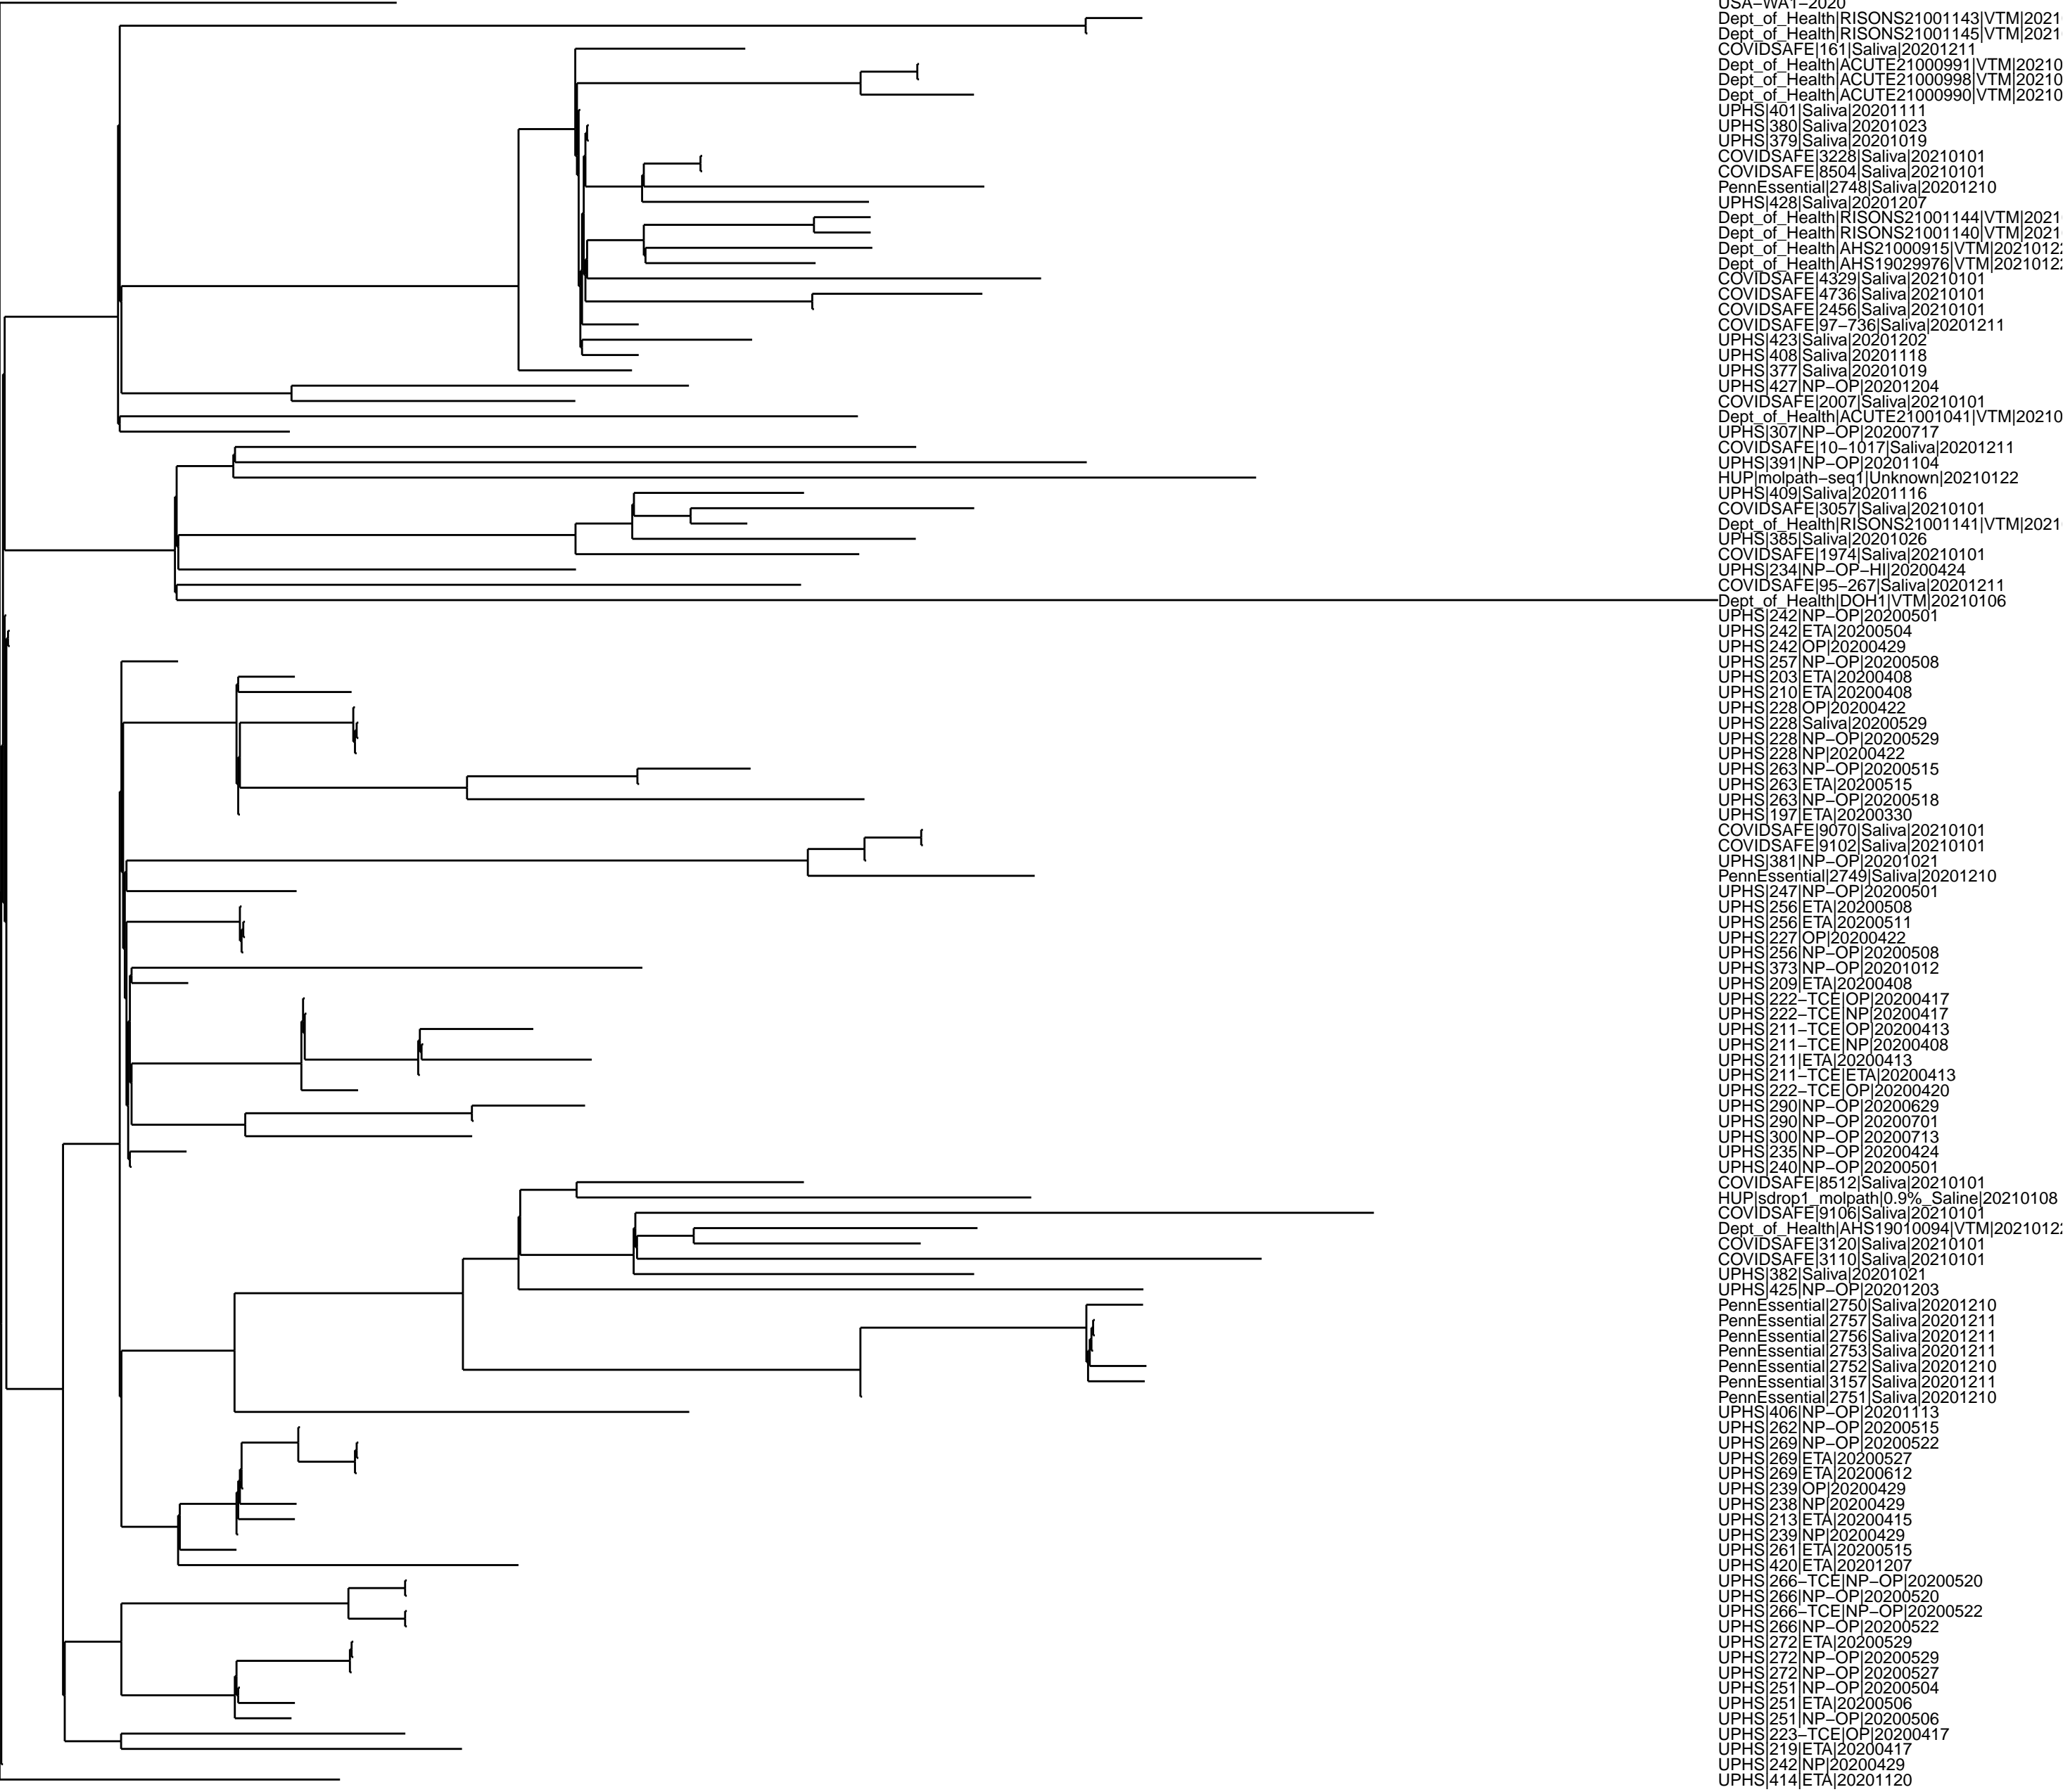 USA−WA1−2020
Dept_of_Health|RISONS21001143|VTM|2021
Dept_of_Health|RISONS21001145|VTM|2021
COVIDSAFE|161|Saliva|20201211
Dept_of_Health|ACUTE21000991|VTM|20210
Dept_of_Health|ACUTE21000998|VTM|20210
Dept_of_Health|ACUTE21000990|VTM|20210
UPHS|401|Saliva|20201111
UPHS|380|Saliva|20201023
UPHS|379|Saliva|20201019
COVIDSAFE|3228|Saliva|20210101
COVIDSAFE|8504|Saliva|20210101
PennEssential|2748|Saliva|20201210
UPHS|428|Saliva|20201207
Dept_of_Health|RISONS21001144|VTM|2021
Dept_of_Health|RISONS21001140|VTM|2021
Dept_of_Health|AHS21000915|VTM|2021012
Dept_of_Health|AHS19029976|VTM|2021012
COVIDSAFE|4329|Saliva|20210101
COVIDSAFE|4736|Saliva|20210101
COVIDSAFE|2456|Saliva|20210101
COVIDSAFE|97−736|Saliva|20201211
UPHS|423|Saliva|20201202
UPHS|408|Saliva|20201118
UPHS|377|Saliva|20201019
UPHS|427|NP−OP|20201204
COVIDSAFE|2007|Saliva|20210101
Dept_of_Health|ACUTE21001041|VTM|20210
UPHS|307|NP−OP|20200717
COVIDSAFE|10−1017|Saliva|20201211
UPHS|391|NP−OP|20201104
HUP|molpath−seq1|Unknown|20210122
UPHS|409|Saliva|20201116
COVIDSAFE|3057|Saliva|20210101
Dept_of_Health|RISONS21001141|VTM|2021
UPHS|385|Saliva|20201026
COVIDSAFE|1974|Saliva|20210101
UPHS|234|NP−OP−HI|20200424
COVIDSAFE|95−267|Saliva|20201211
Dept_of_Health|DOH1|VTM|20210106
UPHS|242|NP−OP|20200501
UPHS|242|ETA|20200504
UPHS|242|OP|20200429
UPHS|257|NP−OP|20200508
UPHS|203|ETA|20200408
UPHS|210|ETA|20200408
UPHS|228|OP|20200422
UPHS|228|Saliva|20200529
UPHS|228|NP−OP|20200529
UPHS|228|NP|20200422
UPHS|263|NP−OP|20200515
UPHS|263|ETA|20200515
UPHS|263|NP−OP|20200518
UPHS|197|ETA|20200330
COVIDSAFE|9070|Saliva|20210101
COVIDSAFE|9102|Saliva|20210101
UPHS|381|NP−OP|20201021
PennEssential|2749|Saliva|20201210
UPHS|247|NP−OP|20200501
UPHS|256|ETA|20200508
UPHS|256|ETA|20200511
UPHS|227|OP|20200422
UPHS|256|NP−OP|20200508
UPHS|373|NP−OP|20201012
UPHS|209|ETA|20200408
UPHS|222−TCE|OP|20200417
UPHS|222−TCE|NP|20200417
UPHS|211−TCE|OP|20200413
UPHS|211−TCE|NP|20200408
UPHS|211|ETA|20200413
UPHS|211−TCE|ETA|20200413
UPHS|222−TCE|OP|20200420
UPHS|290|NP−OP|20200629
UPHS|290|NP−OP|20200701
UPHS|300|NP−OP|20200713
UPHS|235|NP−OP|20200424
UPHS|240|NP−OP|20200501
COVIDSAFE|8512|Saliva|20210101
HUP|sdrop1_molpath|0.9%_Saline|20210108
COVIDSAFE|9106|Saliva|20210101
Dept_of_Health|AHS19010094|VTM|2021012
COVIDSAFE|3120|Saliva|20210101
COVIDSAFE|3110|Saliva|20210101
UPHS|382|Saliva|20201021
UPHS|425|NP−OP|20201203
PennEssential|2750|Saliva|20201210
PennEssential|2757|Saliva|20201211
PennEssential|2756|Saliva|20201211
PennEssential|2753|Saliva|20201211
PennEssential|2752|Saliva|20201210
PennEssential|3157|Saliva|20201211
PennEssential|2751|Saliva|20201210
UPHS|406|NP−OP|20201113
UPHS|262|NP−OP|20200515
UPHS|269|NP−OP|20200522
UPHS|269|ETA|20200527
UPHS|269|ETA|20200612
UPHS|239|OP|20200429
UPHS|238|NP|20200429
UPHS|213|ETA|20200415
UPHS|239|NP|20200429
UPHS|261|ETA|20200515
UPHS|420|ETA|20201207
UPHS|266−TCE|NP−OP|20200520
UPHS|266|NP−OP|20200520
UPHS|266−TCE|NP−OP|20200522
UPHS|266|NP−OP|20200522
UPHS|272|ETA|20200529
UPHS|272|NP−OP|20200529
UPHS|272|NP−OP|20200527
UPHS|251|NP−OP|20200504
UPHS|251|ETA|20200506
UPHS|251|NP−OP|20200506
UPHS|223−TCE|OP|20200417
UPHS|219|ETA|20200417
UPHS|242|NP|20200429
UPHS|414|ETA|20201120